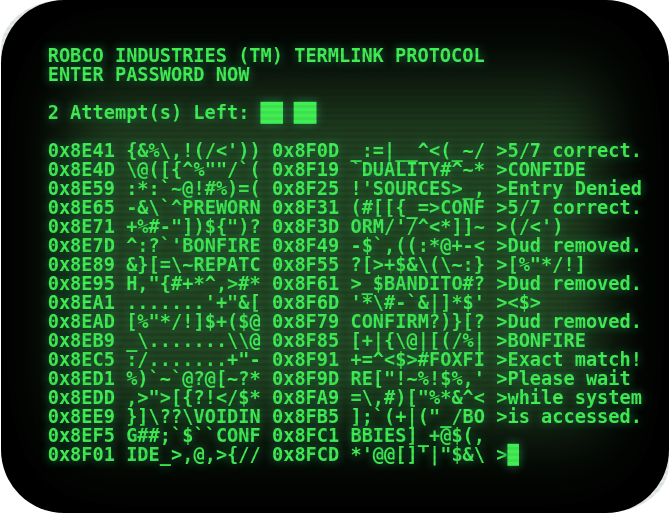 ROBCO INDUSTRIES (TM) TERMLINK PROTOCOL
ENTER PASSWORD NOW
2 Attempt(s) Left: ██ ██
0x8E41 {&%\,!(/<')) 0x8F0D _:=|__^<(_~/ >5/7 correct.
0x8E4D \@([{^%""/`( 0x8F19 `DUALITY#^~* >CONFIDE
0x8E59 :*:`~@!#%)=( 0x8F25 !'SOURCES>_, >Entry Denied
0x8E65 -&\`^PREWORN 0x8F31 (#[[{_=>CONF >5/7 correct.
0x8E71 +%#-"])${")? 0x8F3D ORM/'/^<*]]~ >(/<')
0x8E7D ^:?`'BONFIRE 0x8F49 -$`,((:*@+-< >Dud removed.
0x8E89 &}[=\~REPATC 0x8F55 ?[>+$&\(\~:} >[%"*/!]
0x8E95 H,"{#+*^,>#* 0x8F61 >_$BANDITO#? >Dud removed.
0x8EA1 .......'+"&[ 0x8F6D '*\#-`&|]*$' ><$>
0x8EAD [%"*/!]$+($@ 0x8F79 CONFIRM?)}[? >Dud removed.
0x8EB9 _\.......\\@ 0x8F85 [+|{\@|[(/%| >BONFIRE
0x8EC5 :/.......+"- 0x8F91 +=^<$>#FOXFI >Exact match!
0x8ED1 %)`~`@?@[~?* 0x8F9D RE["!~%!$%,' >Please wait
0x8EDD ,>">[{?!</$* 0x8FA9 =\,#)["%*&^< >while system
0x8EE9 }]\??\VOIDIN 0x8FB5 ];`(+|("_/BO >is accessed.
0x8EF5 G##;`$``CONF 0x8FC1 BBIES]_+@$(,
0x8F01 IDE_>,@,>{// 0x8FCD *'@@[]'|"$&\ >█